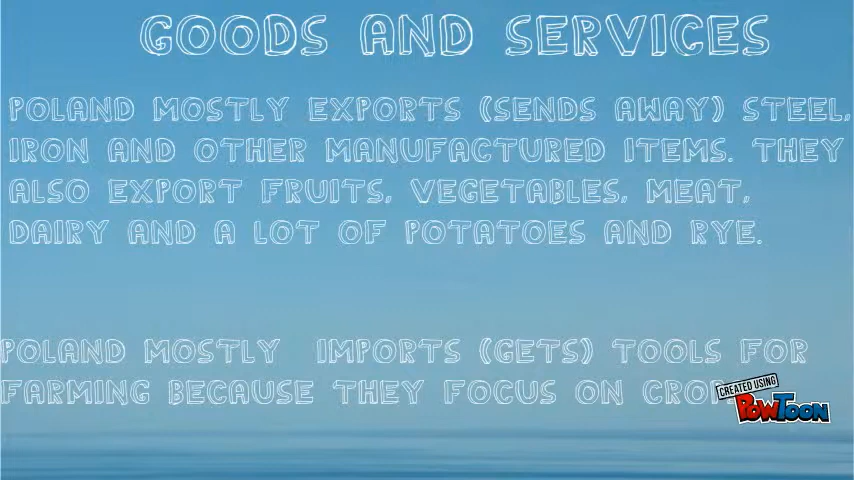 GOODS AND SERVICES
POLAND MOSTLY EXPORTS (SENDS AWAY) STEEL,
IRON AND OTHER MANUFACTURED ITEMS. THEY
ALSO EXPORT FRUITS, VEGETABLES, MEAT,
DAIRY AND A LOT OF POTATOES AND RYE.
POLAND MOSTLY IMPORTS (GETS) TOOLS FOR
FARMING BECAUSE THEY FOCUS ON
CREATED USING
POWTOON